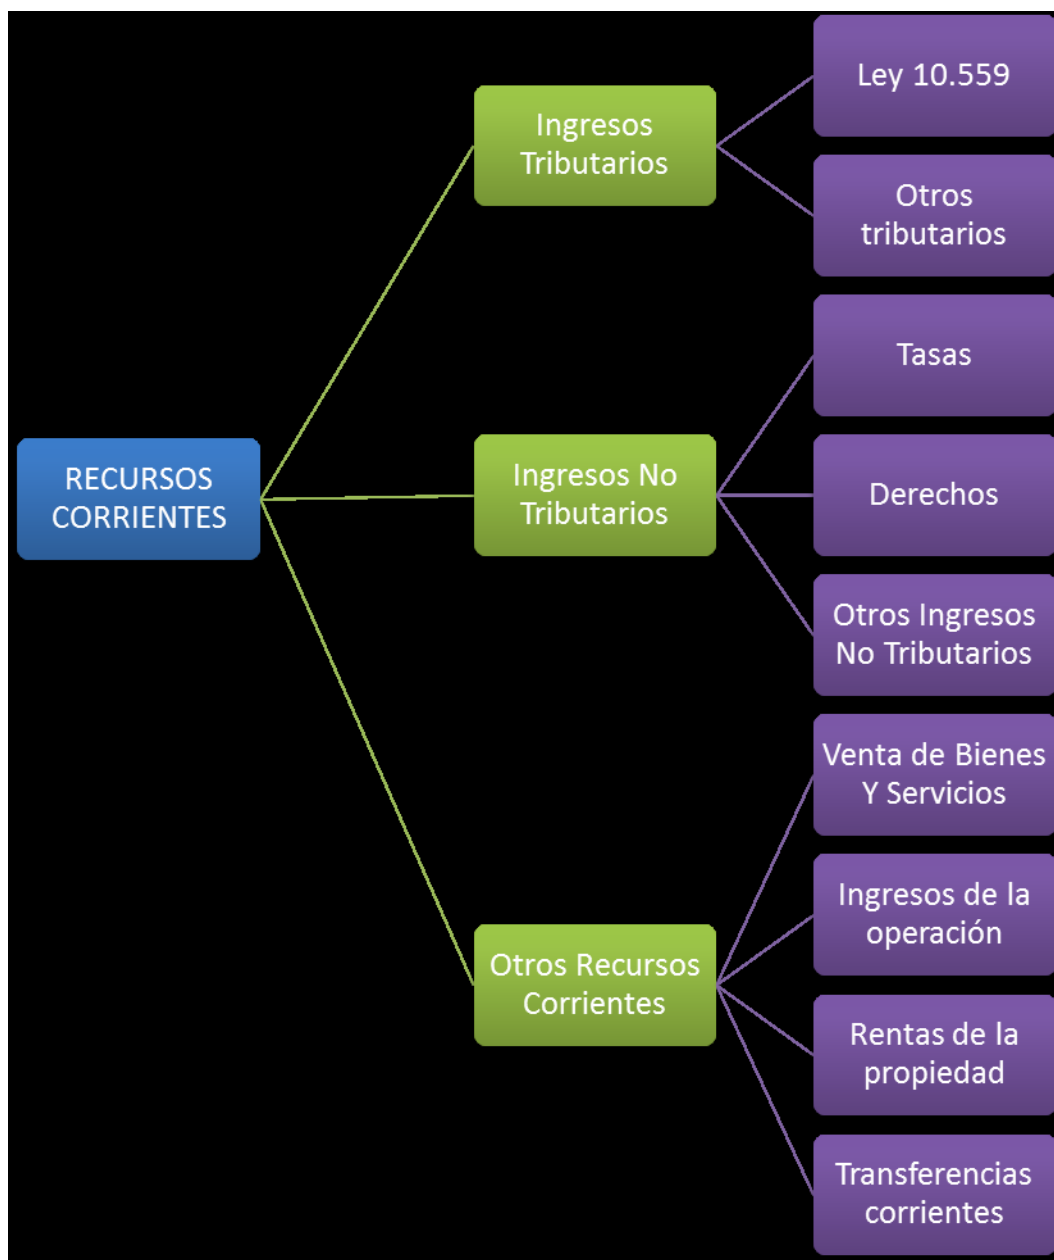 RECURSOS
CORRIENTES
Ingresos
Tributarios
Ley 10.559
Otros
tributarios
Ingresos No
Tributarios
Tasas
Derechos
Otros Ingresos
No Tributarios
Otros Recursos
Corrientes
Venta de Bienes
Y Servicios
Ingresos de la
operación
Rentas de la
propiedad
Transferencias
corrientes